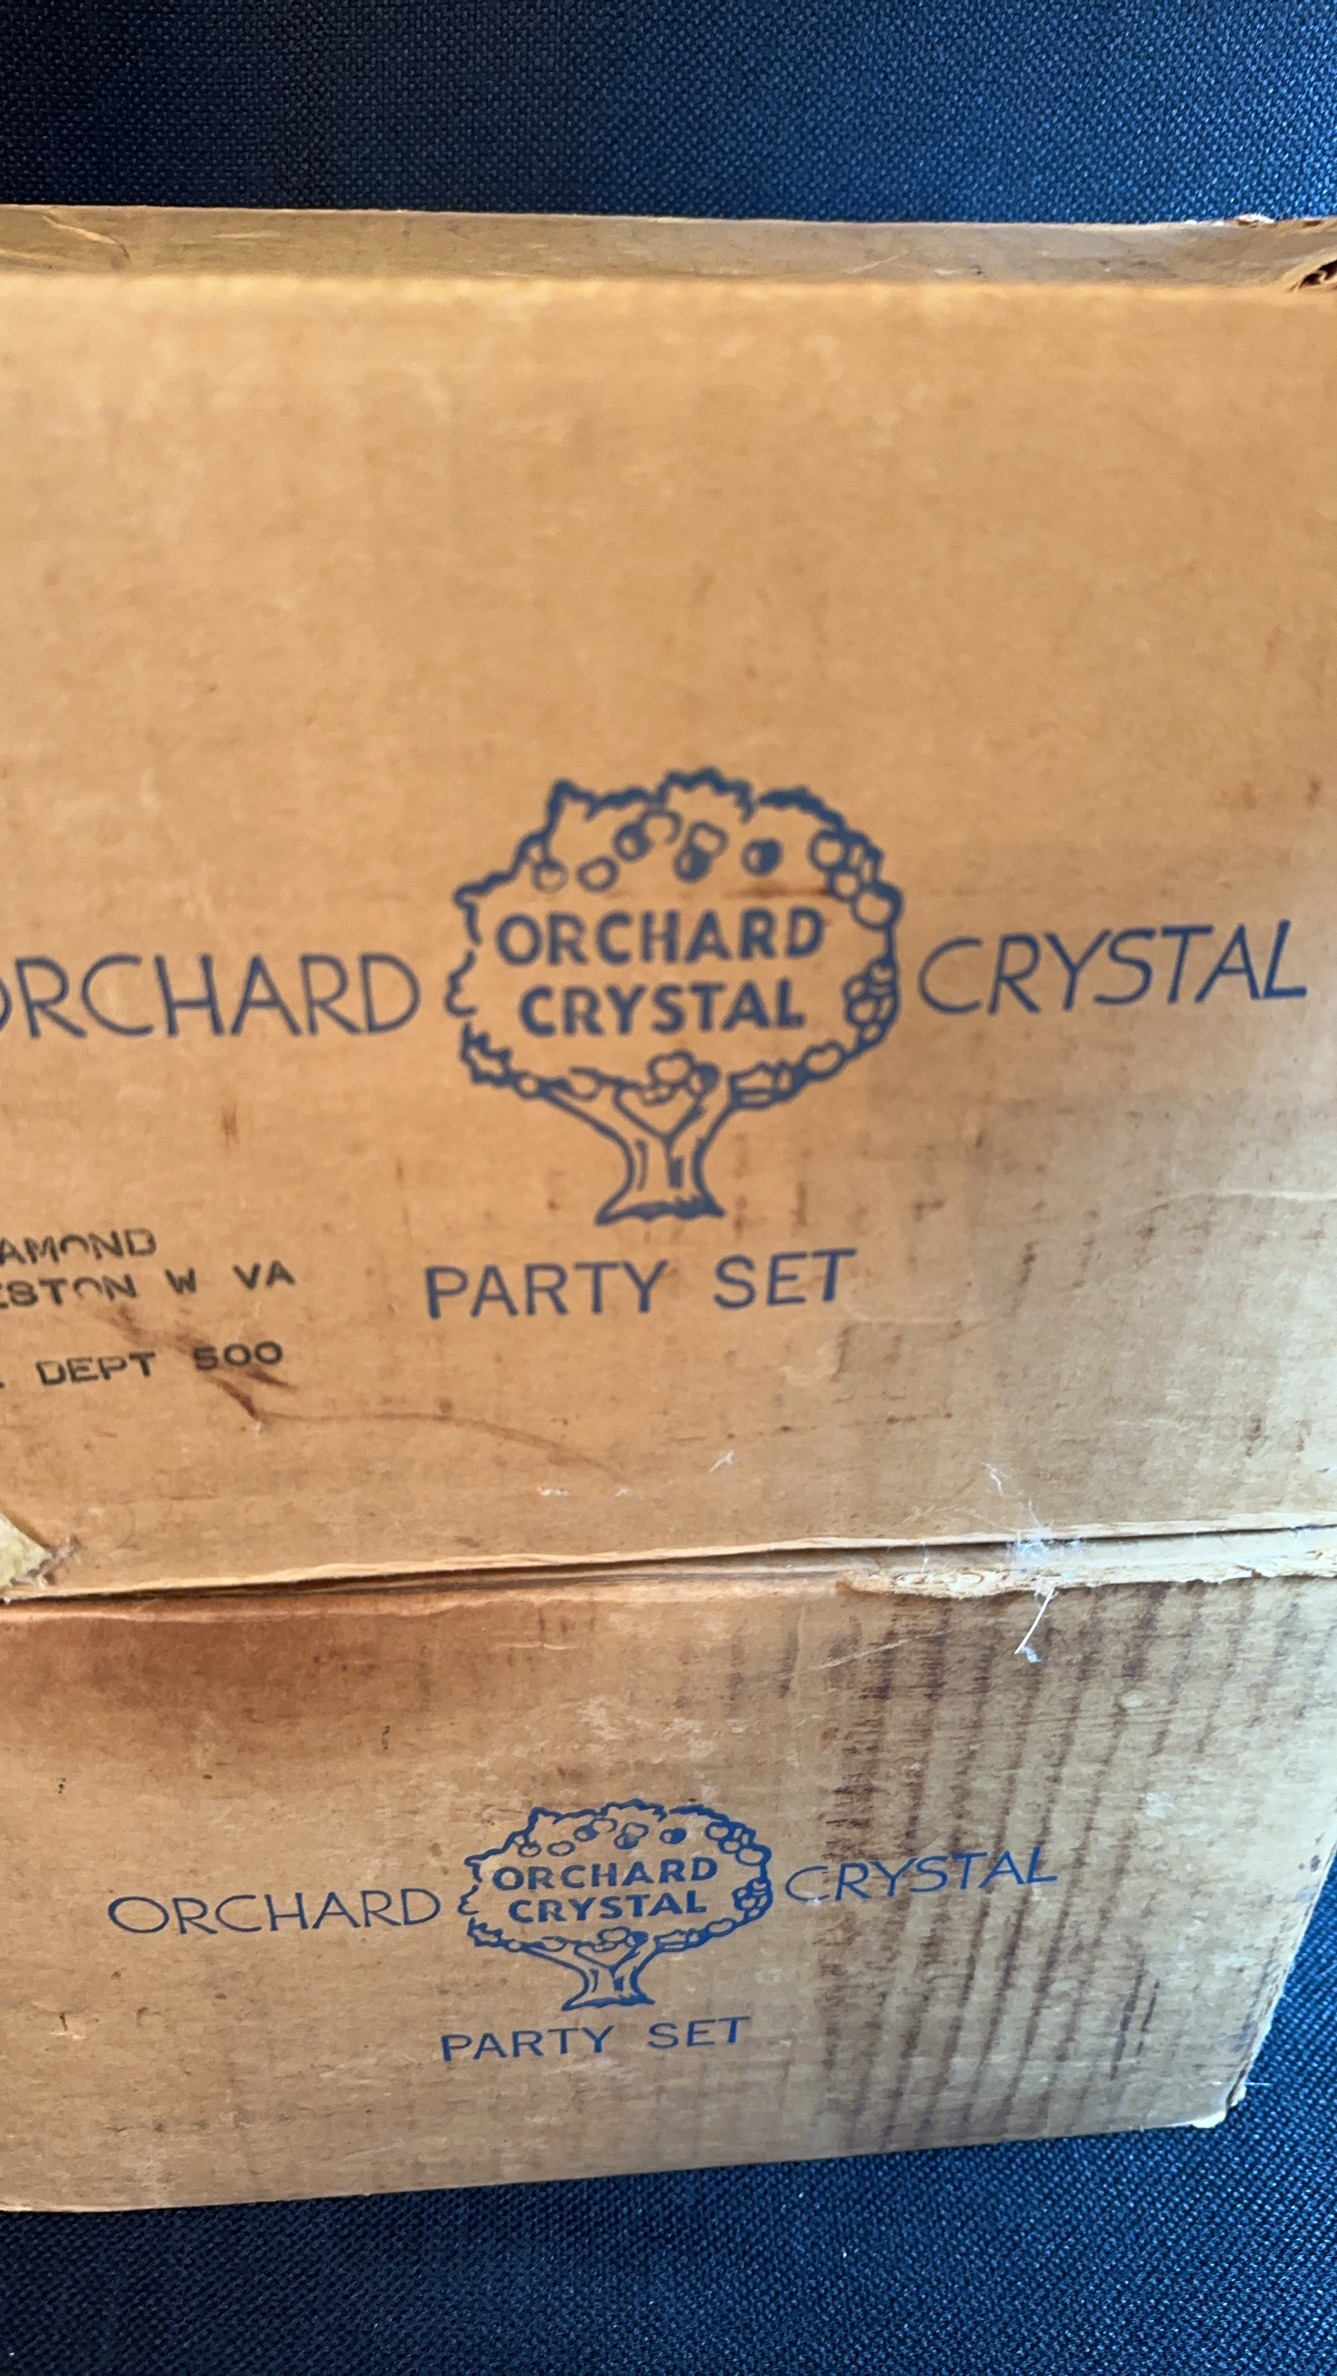 ORCHARD
ORCHARD
CRYSTAL
CRYSTAL
PARTY SET
AMOND
ESTON W VA
DEPT 500
ORCHARD
ORCHARD
CRYSTAL
CRYSTAL
PARTY SET